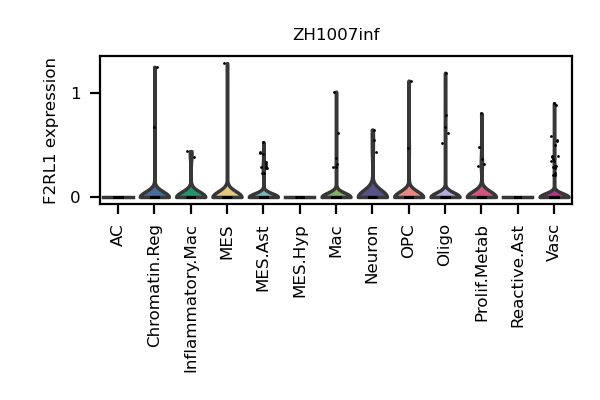 ZH1007inf
F2RL1 expression
1
0
AC
Chromatin.Reg
Inflammatory.Mac
MES
MES.Ast
MES.Hyp
Mac
Neuron
OPC
Oligo
Prolif.Metab
Reactive.Ast
Vasc